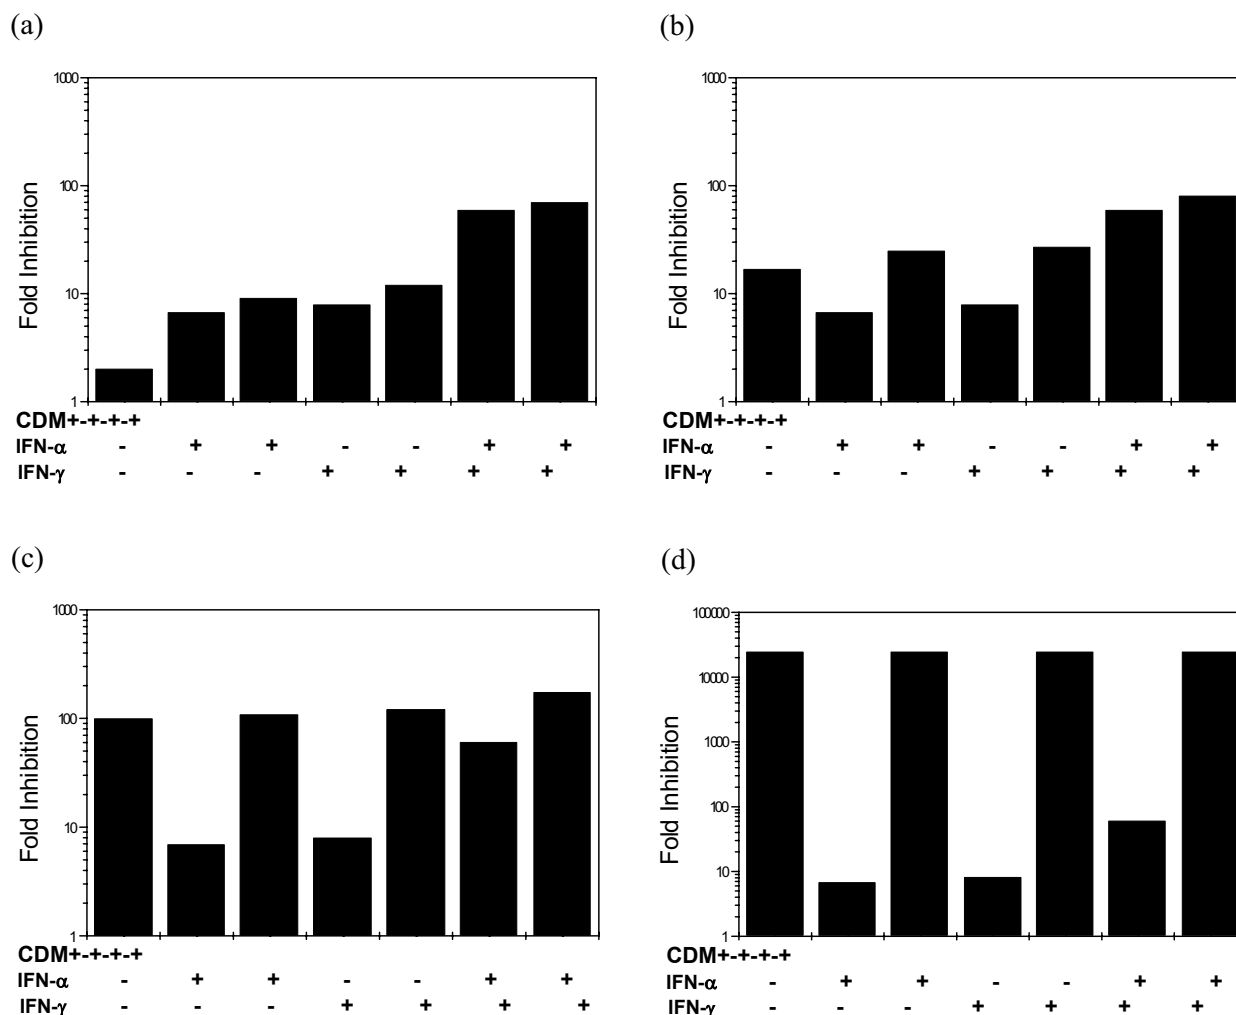 (a)
1000
100
10
1
Fold Inhibition
CDM+-+-+-+
IFN-α - + + - - + +
IFN-γ - - - + + + +
(b)
1000
100
10
1
Fold Inhibition
CDM+-+-+-+
IFN-α - + + - - + +
IFN-γ - - - + + + +
(c)
1000
100
10
1
Fold Inhibition
CDM+-+-+-+
IFN-α - + + - - + +
IFN-γ - - - + + + +
(d)
100000
10000
1000
100
10
1
Fold Inhibition
CDM+-+-+-+
IFN-α - + + - - + +
IFN-γ - - - + + + +